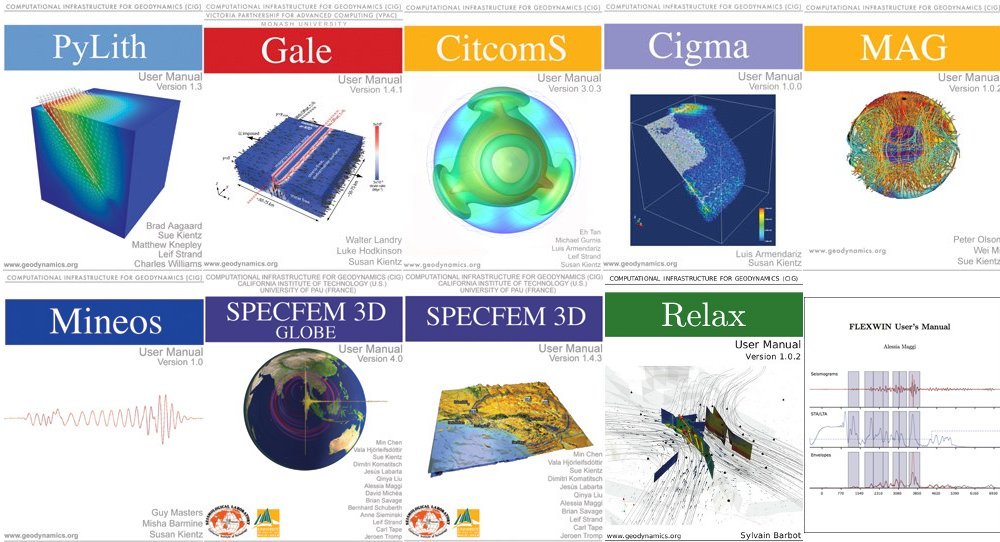 COMPUTATIONAL INFRASTRUCTURE FOR GEODYNAMICS (CIG)
PyLith
User Manual
Version 1.3
Brad Aagaard
Sue Kientz
Matthew Knepley
Leif Strand
Charles Williams
www.geodynamics.org
COMPUTATIONAL INFRASTRUCTURE FOR GEODYNAMICS (CIG)
VICTORIA PARTNERSHIP FOR ADVANCED COMPUTING (VPAC)
MONASH UNIVERSITY
Gale
User Manual
Version 1.4.1
Walter Landry
Luke Hodkinson
Susan Kientz
www.geodynamics.org
COMPUTATIONAL INFRASTRUCTURE FOR GEODYNAMICS (CIG)
CitcomS
User Manual
Version 3.0.3
Eh Tan
Michael Gurnis
Luis Armendariz
Leif Strand
Susan Kientz
www.geodynamics.org
COMPUTATIONAL INFRASTRUCTURE FOR GEODYNAMICS (CIG)
Cigma
User Manual
Version 1.0.0
Luis Armendariz
Susan Kientz
www.geodynamics.org
COMPUTATIONAL INFRASTRUCTURE FOR GEODYNAMICS (CIG)
MAG
User Manual
Version 1.0.2
Peter Olson
Wei Mi
Sue Kientz
www.geodynamics.org
COMPUTATIONAL INFRASTRUCTURE FOR GEODYNAMICS (CIG)
Mineos
User Manual
Version 1.0
Guy Masters
Misha Barmine
Susan Kientz
www.geodynamics.org
COMPUTATIONAL INFRASTRUCTURE FOR GEODYNAMICS (CIG)
CALIFORNIA INSTITUTE OF TECHNOLOGY (U.S.)
UNIVERSITY OF PAU (FRANCE)
SPECFEM 3D
GLOBE
User Manual
Version 4.0
Min Chen
Vala Hjörleifsdóttir
Sue Kientz
Dimitri Komatitsch
Qinya Liu
Alessia Maggi
David Michéa
Brian Savage
Bernhard Schuberth
Anne Sieminski
Leif Strand
Carl Tape
Jeroen Tromp
COMPUTATIONAL INFRASTRUCTURE FOR GEODYNAMICS (CIG)
CALIFORNIA INSTITUTE OF TECHNOLOGY (U.S.)
UNIVERSITY OF PAU (FRANCE)
SPECFEM 3D
User Manual
Version 1.4.3
Min Chen
Vala Hjörleifsdóttir
Sue Kientz
Dimitri Komatitsch
Qinya Liu
Alessia Maggi
Brian Savage
Leif Strand
Carl Tape
Jeroen Tromp
COMPUTATIONAL INFRASTRUCTURE FOR GEODYNAMICS (CIG)
Relax
User Manual
Version 1.0.2
www.geodynamics.org
Sylvain Barbot
FLEXWIN User's Manual
Alessia Maggi
Seismograms
STA/LTA
Envelopes